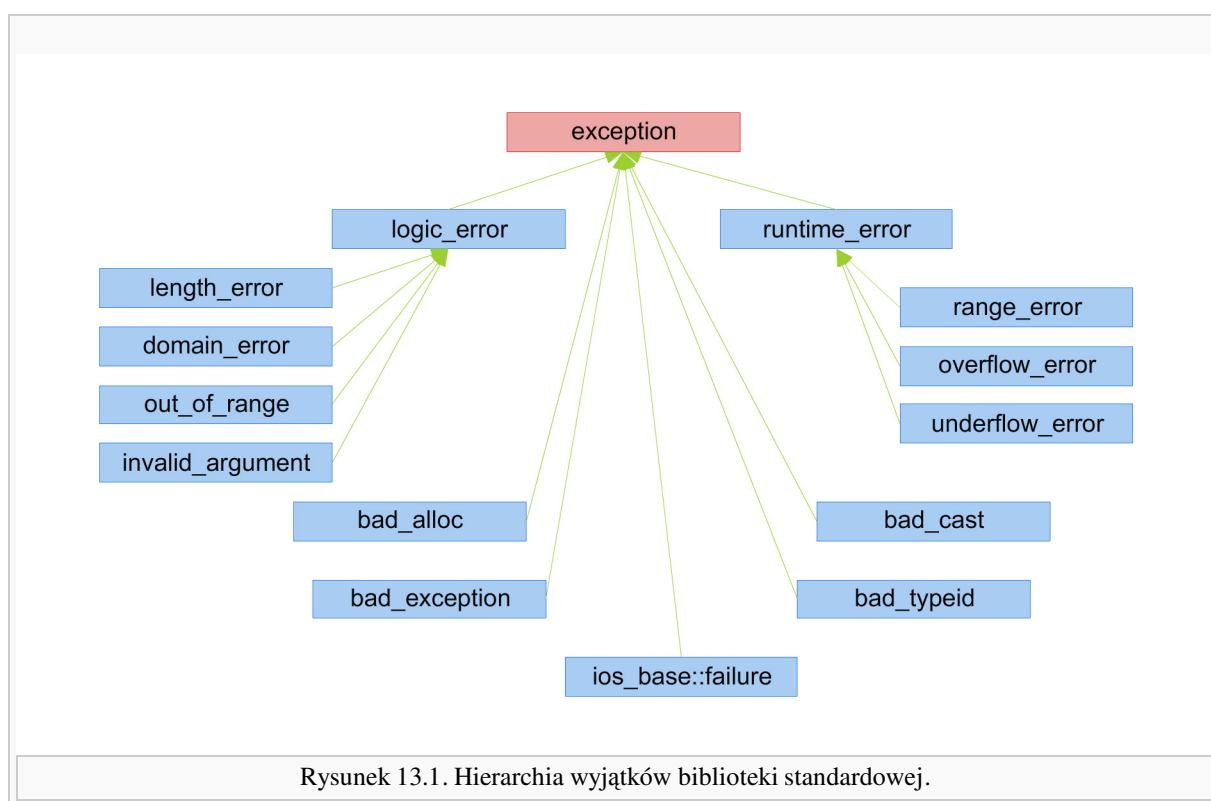 exception
logic_error
runtime_error
length_error
range_error
domain_error
overflow_error
out_of_range
underflow_error
invalid_argument
bad_alloc
bad_cast
bad_exception
bad_typeid
ios_base::failure
Rysunek 13.1. Hierarchia wyjątków biblioteki standardowej.